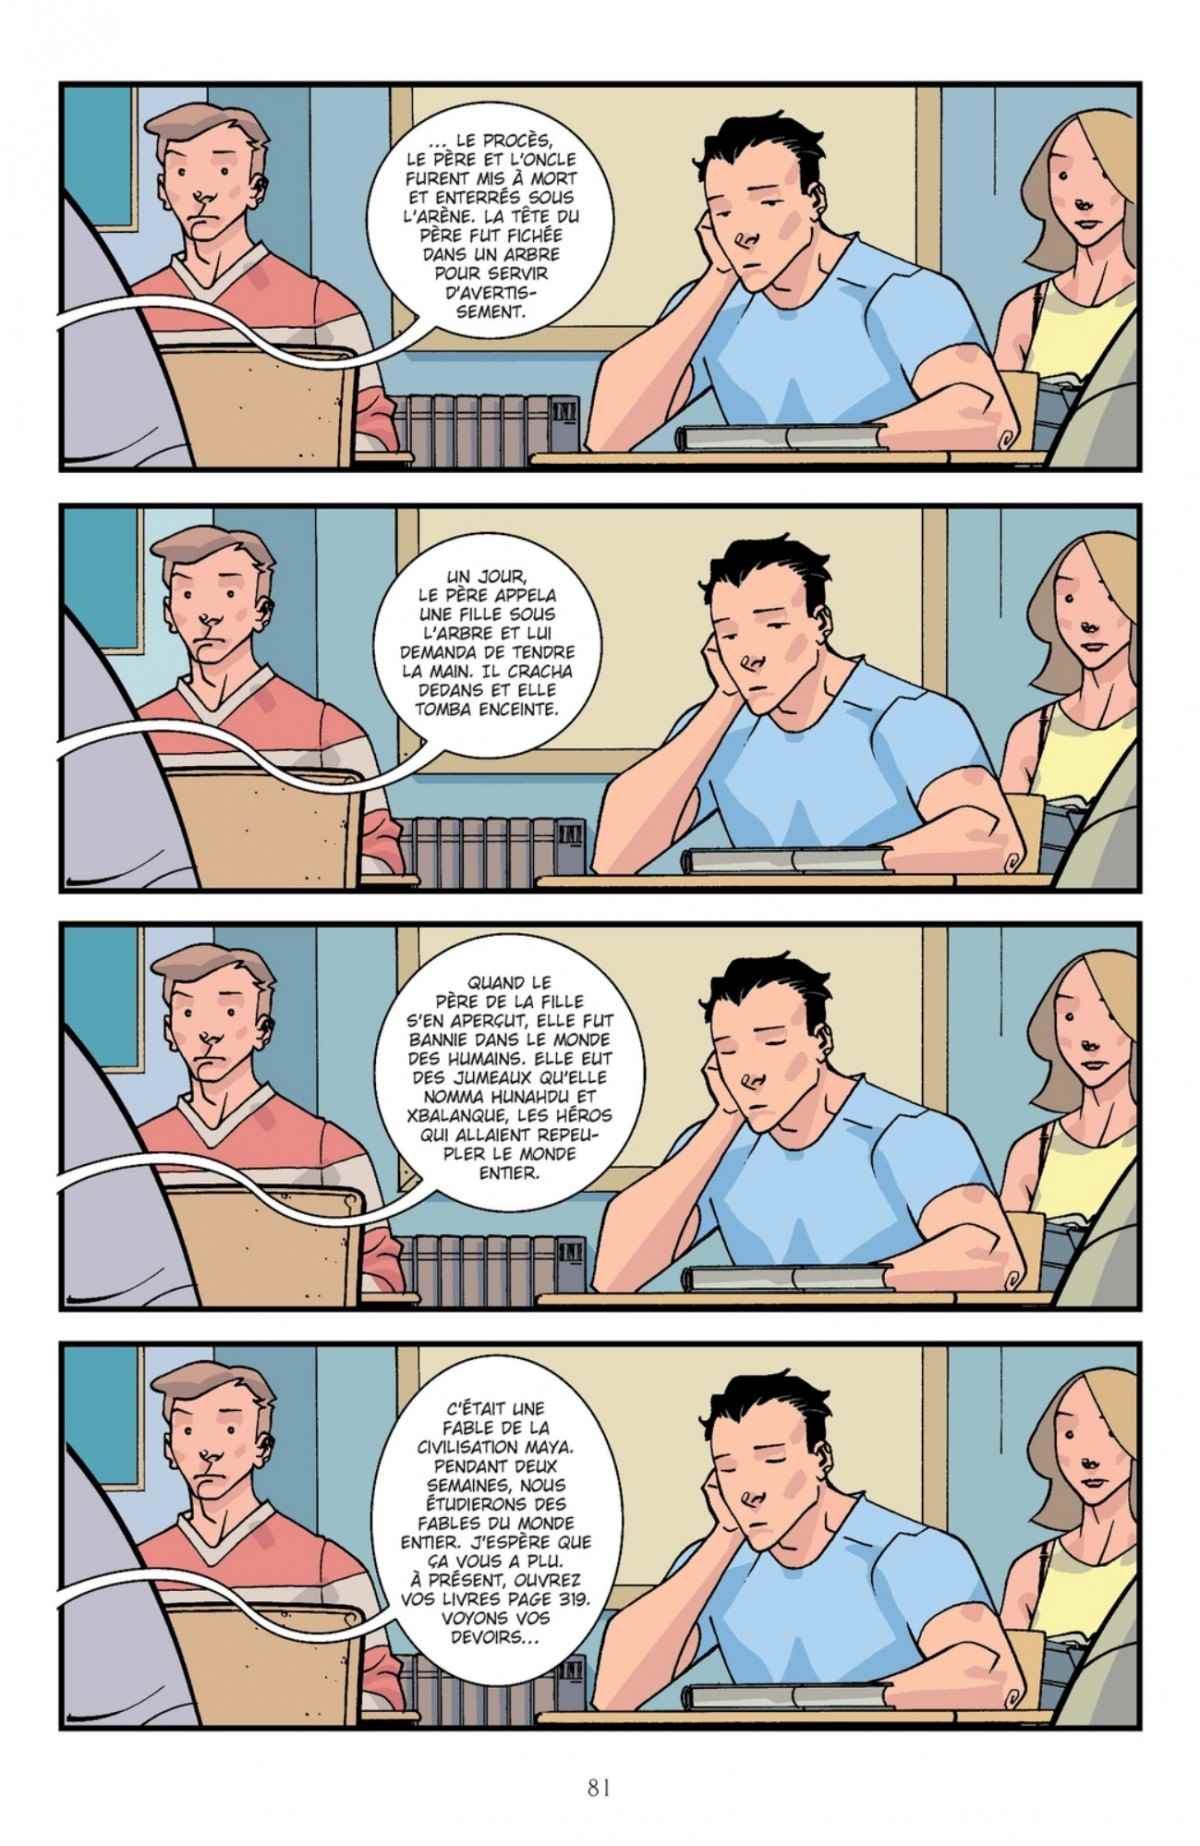 ... LE PROCÈS,
LE PÈRE ET L'ONCLE
FURENT MIS À MORT
ET ENTERRÉS SOUS
L'ARÈNE. LA TÊTE DU
PÈRE FUT FICHÉE
DANS UN ARBRE
POUR SERVIR
D'AVERTIS-
SEMENT.
UN JOUR,
LE PÈRE APPELA
UNE FILLE SOUS
L'ARBRE ET LUI
DEMANDA DE TENDRE
LA MAIN. IL CRACHA
DEDANS ET ELLE
TOMBA ENCEINTE.
QUAND LE
PÈRE DE LA FILLE
S'EN APERÇUT, ELLE FUT
BANNIE DANS LE MONDE
DES HUMAINS. ELLE EUT
DES JUMEAUX QU'ELLE
NOMMA HUNAHDU ET
XBALANQUE, LES HÉROS
QUI ALLAIENT REPEU-
PLER LE MONDE
ENTIER.
C'ÉTAIT UNE
FABLE DE LA
CIVILISATION MAYA.
PENDANT DEUX
SEMAINES, NOUS
ÉTUDIERONS DES
FABLES DU MONDE
ENTIER. J'ESPÈRE QUE
ÇA VOUS A PLU.
À PRÉSENT, OUVREZ
VOS LIVRES PAGE 319.
VOYONS VOS
DEVOIRS...
81